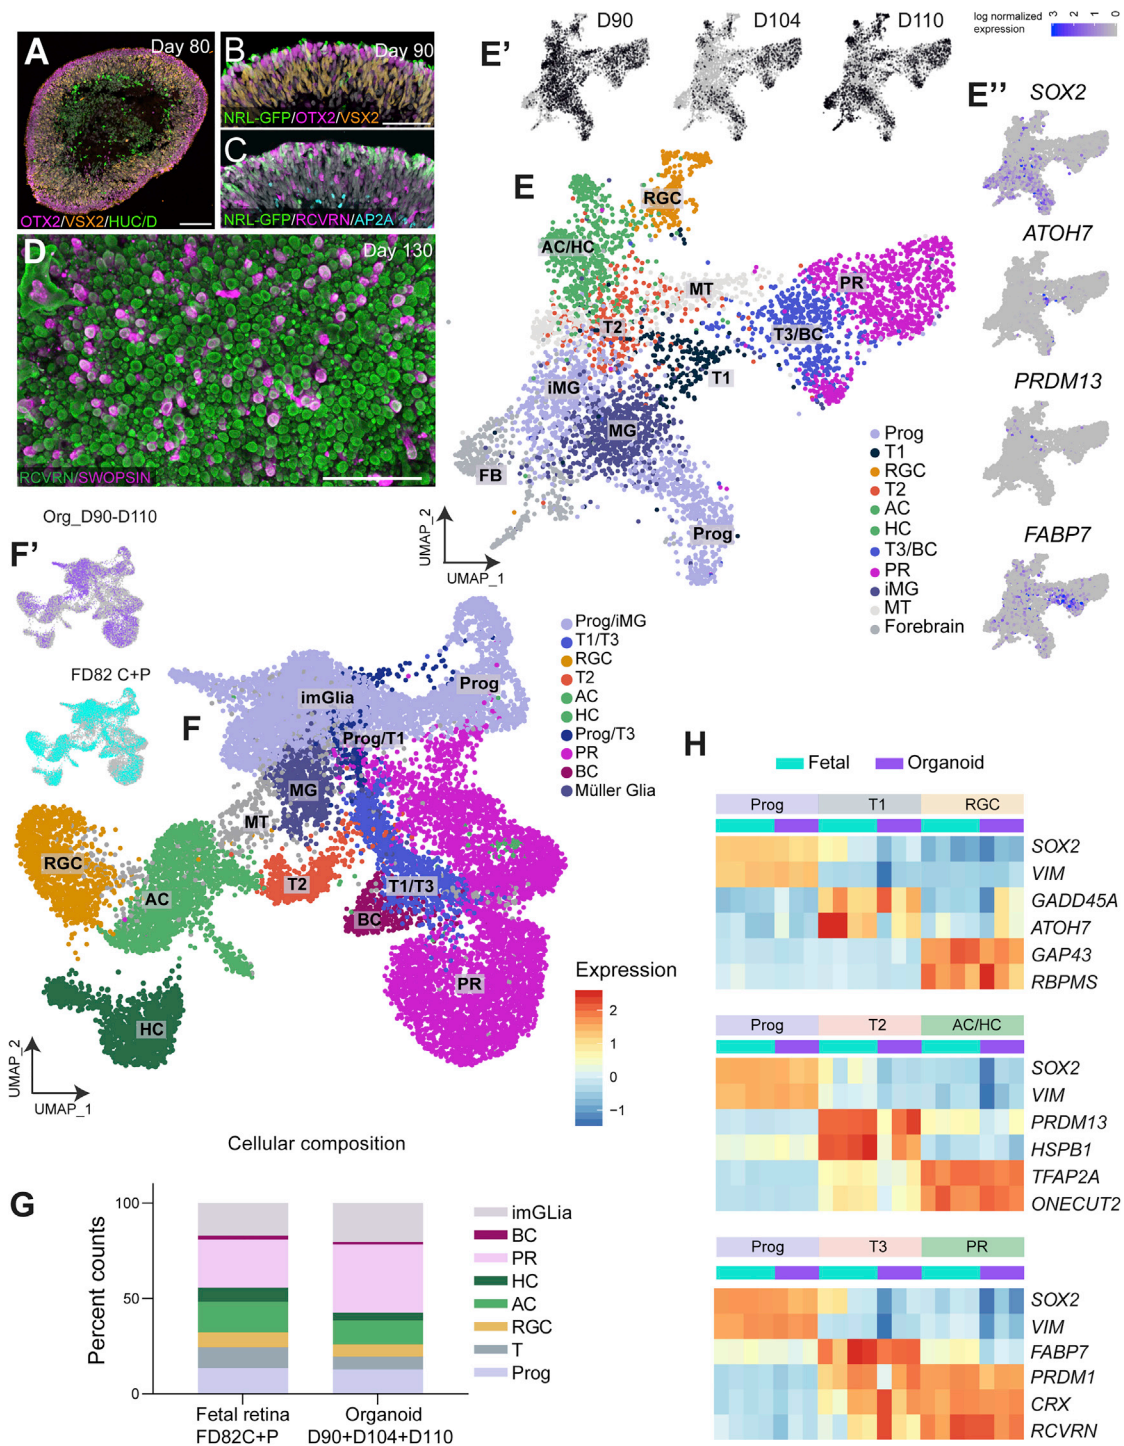 A
Day 80
OTX2/VSX2/HUC/D
B
Day 90
NRL-GFP/OTX2/VSX2
C
NRL-GFP/RCVRN/AP2A
D
Day 130
RCVRN/SWOPSIN
E'
D90
D104
D110
log normalized
expression
3
2
1
0
E''
SOX2
ATOH7
PRDM13
FABP7
E
RGC
AC/HC
MT
PR
T2
T3/BC
T1
iMG
MG
FB
Prog
UMAP_2
UMAP_1
Prog
T1
RGC
T2
AC
HC
T3/BC
PR
iMG
MT
Forebrain
F'
Org_D90-D110
FD82 C+P
F
Prog
imGlia
Prog/T1
MG
MT
RGC
AC
T2
T1/T3
BC
PR
HC
UMAP_2
UMAP_1
Prog/iMG
T1/T3
RGC
T2
AC
HC
Prog/T3
PR
BC
Müller Glia
Expression
2
1
0
−1
G
Cellular composition
Percent counts
100
50
0
Fetal retina
FD82C+P
Organoid
D90+D104+D110
imGLia
BC
PR
HC
AC
RGC
T
Prog
H
Fetal
Organoid
Prog T1 RGC
SOX2
VIM
GADD45A
ATOH7
GAP43
RBPMS
Prog T2 AC/HC
SOX2
VIM
PRDM13
HSPB1
TFAP2A
ONECUT2
Prog T3 PR
SOX2
VIM
FABP7
PRDM1
CRX
RCVRN